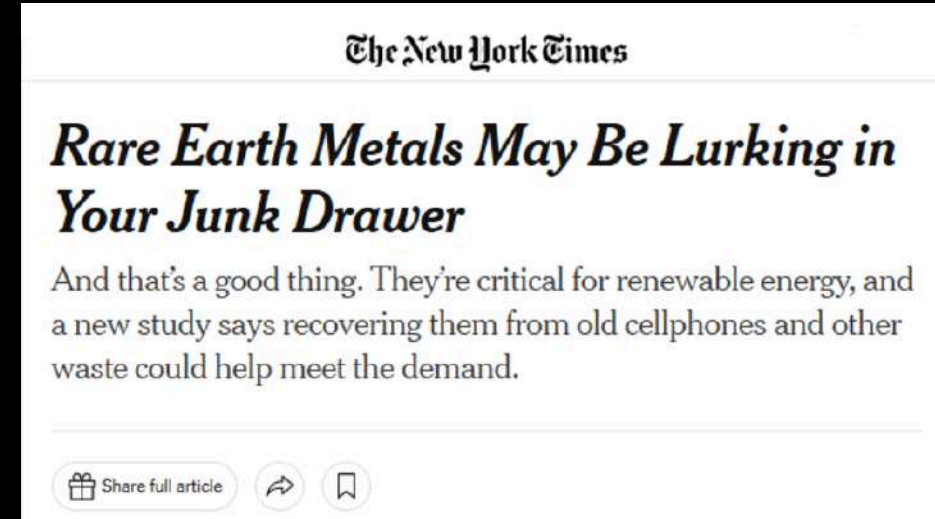 The New York Times
Rare Earth Metals May Be Lurking in
Your Junk Drawer
And that's a good thing. They're critical for renewable energy, and
a new study says recovering them from old cellphones and other
waste could help meet the demand.
Share full article